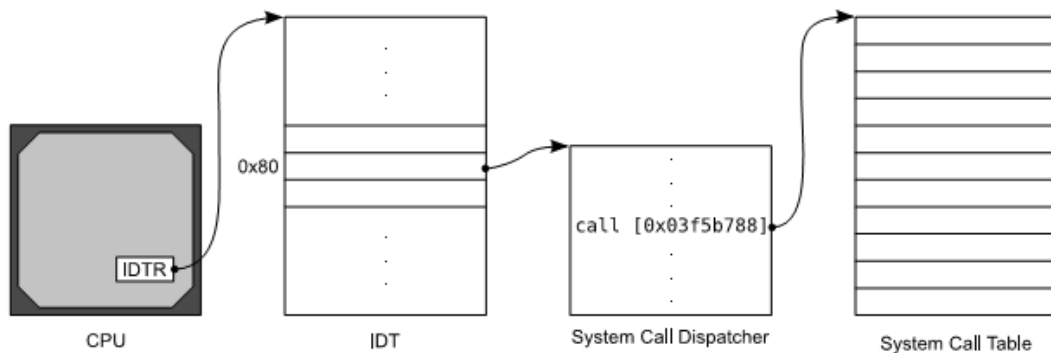 0x80
call [0x03f5b788]
IDTR
CPU
IDT
System Call Dispatcher
System Call Table